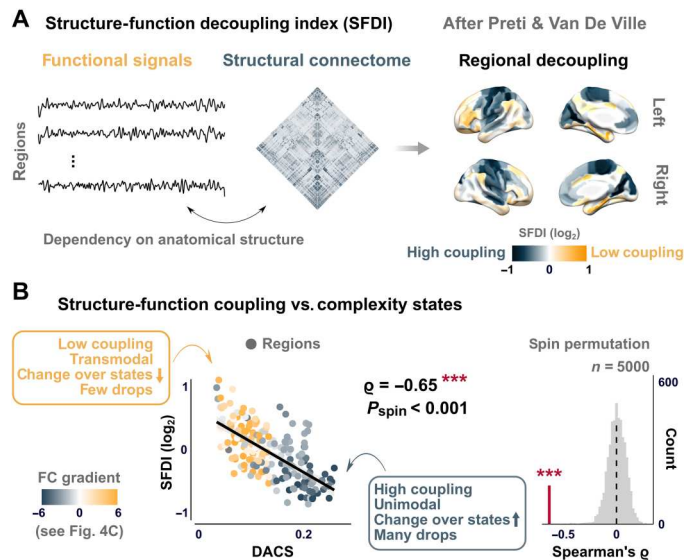 A Structure-function decoupling index (SFDI) After Preti & Van De Ville
Functional signals Structural connectome Regional decoupling
Regions
⋮
Dependency on anatomical structure
Left
Right
SFDI (log2)
High coupling Low coupling
−1 0 1
B Structure-function coupling vs. complexity states
Low coupling
Transmodal
Change over states ↓
Few drops
Regions
ϱ = −0.65 ***
Pspin < 0.001
SFDI (log2)
1
0
−1
0 0.2
DACS
FC gradient
−6 0 6
(see Fig. 4C)
High coupling
Unimodal
Change over states ↑
Many drops
Spin permutation
n = 5000
600
Count
0
***
−0.5 0
Spearman's ϱ